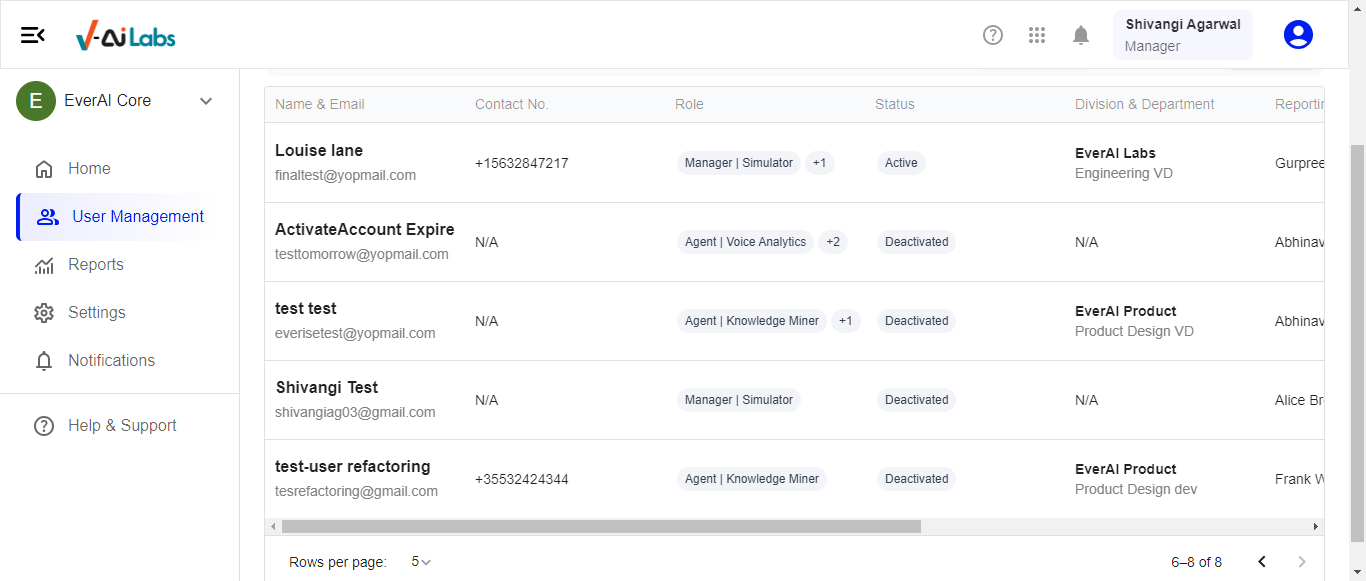 V-Ai Labs
Shivangi Agarwal
Manager
E EverAI Core
Home
User Management
Reports
Settings
Notifications
Help & Support
Name & Email Contact No. Role Status Division & Department Reportin
Louise lane
finaltest@yopmail.com
+15632847217
Manager | Simulator +1
Active
EverAI Labs
Engineering VD
Gurpree
ActivateAccount Expire
testtomorrow@yopmail.com
N/A
Agent | Voice Analytics +2
Deactivated
N/A
Abhinav
test test
everisetest@yopmail.com
N/A
Agent | Knowledge Miner +1
Deactivated
EverAI Product
Product Design VD
Abhinav
Shivangi Test
shivangiag03@gmail.com
N/A
Manager | Simulator
Deactivated
N/A
Alice Br
test-user refactoring
tesrefactoring@gmail.com
+35532424344
Agent | Knowledge Miner
Deactivated
EverAI Product
Product Design dev
Frank W
Rows per page: 5
6–8 of 8